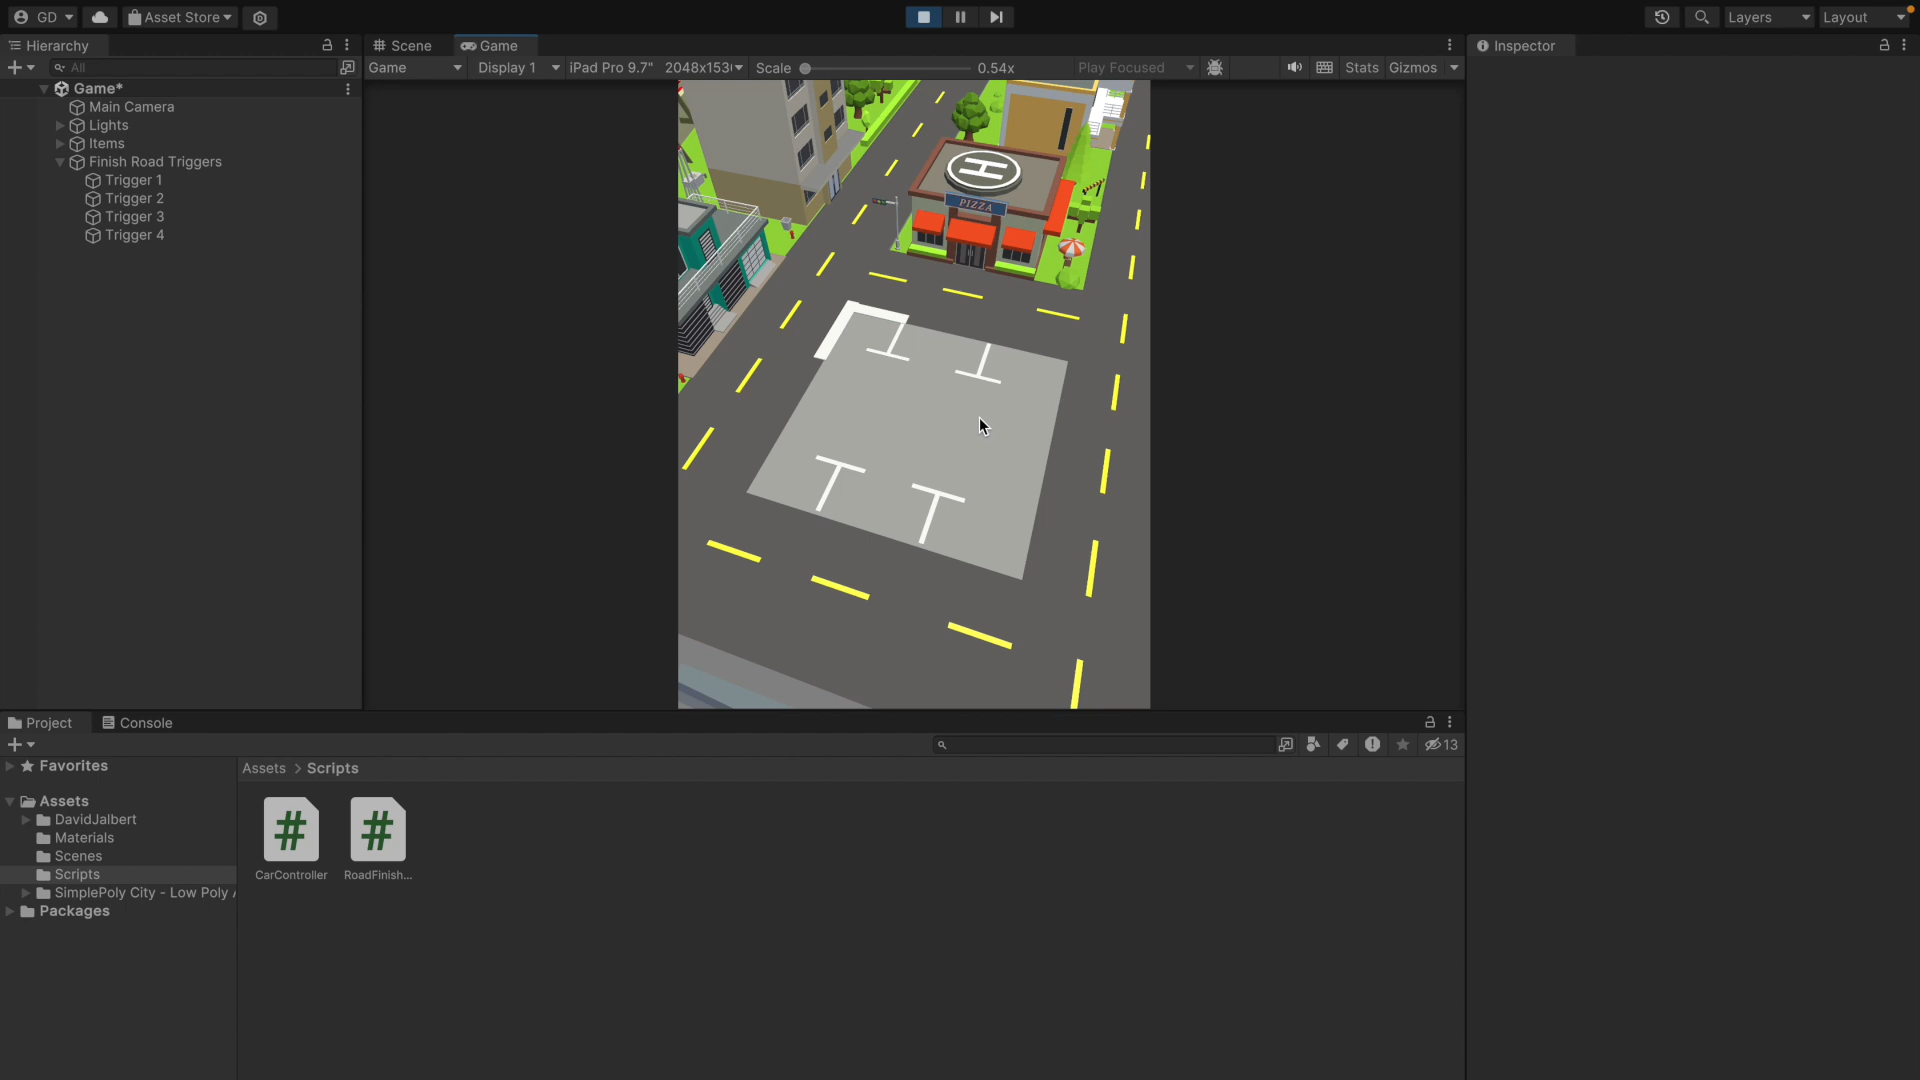 GD
Asset Store
Layers
Layout
Hierarchy
Scene
Game
Inspector
All
Game
Display 1
iPad Pro 9.7"
2048x153
Scale
0.54x
Play Focused
Stats
Gizmos
Game*
Main Camera
Lights
Items
Finish Road Triggers
Trigger 1
Trigger 2
Trigger 3
Trigger 4
H
PIZZA
Project
Console
13
Favorites
Assets
DavidJalbert
Materials
Scenes
Scripts
SimplePoly City - Low Poly
Packages
Assets > Scripts
#
#
CarController
RoadFinish...